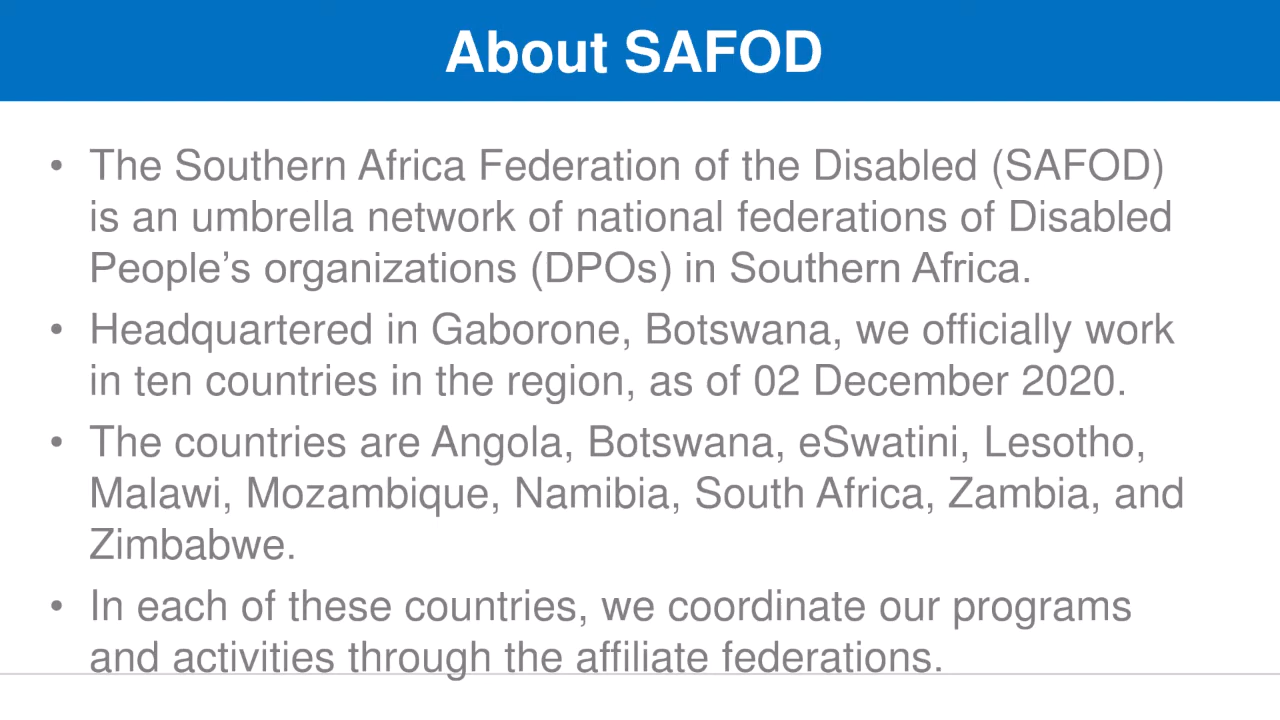 About SAFOD
• The Southern Africa Federation of the Disabled (SAFOD)
is an umbrella network of national federations of Disabled
People’s organizations (DPOs) in Southern Africa.
• Headquartered in Gaborone, Botswana, we officially work
in ten countries in the region, as of 02 December 2020.
• The countries are Angola, Botswana, eSwatini, Lesotho,
Malawi, Mozambique, Namibia, South Africa, Zambia, and
Zimbabwe.
• In each of these countries, we coordinate our programs
and activities through the affiliate federations.